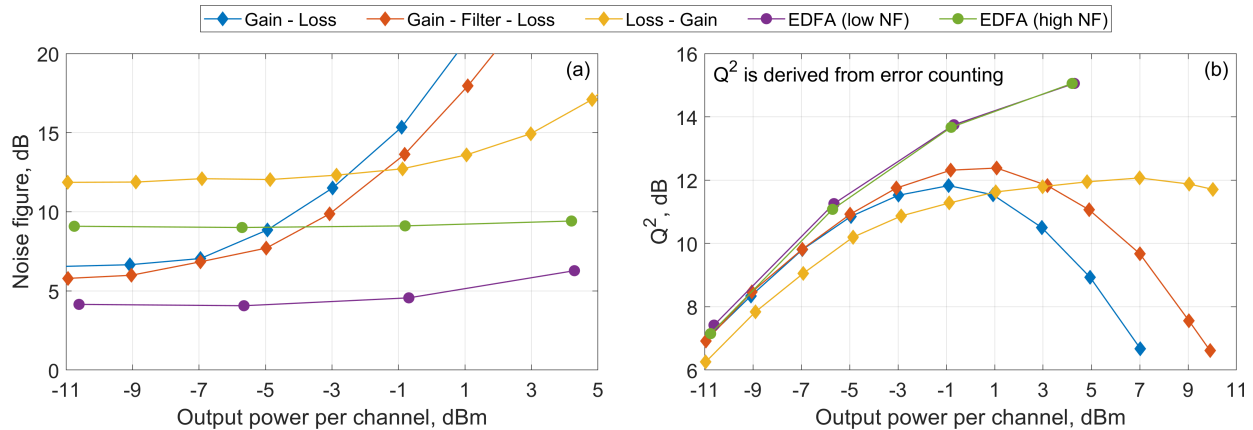 Gain - Loss Gain - Filter - Loss Loss - Gain EDFA (low NF) EDFA (high NF)
(a)
Noise figure, dB
20
15
10
5
0
-11 -9 -7 -5 -3 -1 1 3 5
Output power per channel, dBm
Q² is derived from error counting (b)
Q², dB
16
14
12
10
8
6
-11 -9 -7 -5 -3 -1 1 3 5 7 9 11
Output power per channel, dBm